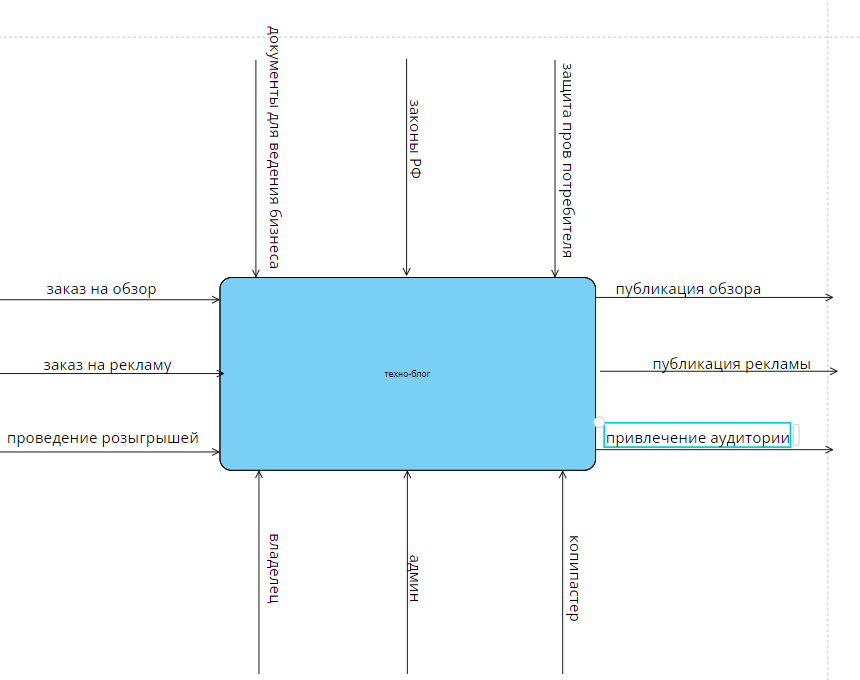 документы для ведения бизнеса
законы РФ
защита пров потребителя
заказ на обзор
заказ на рекламу
проведение розыгрышей
техно-блог
публикация обзора
публикация рекламы
привлечение аудитории
владелец
админ
копипастер